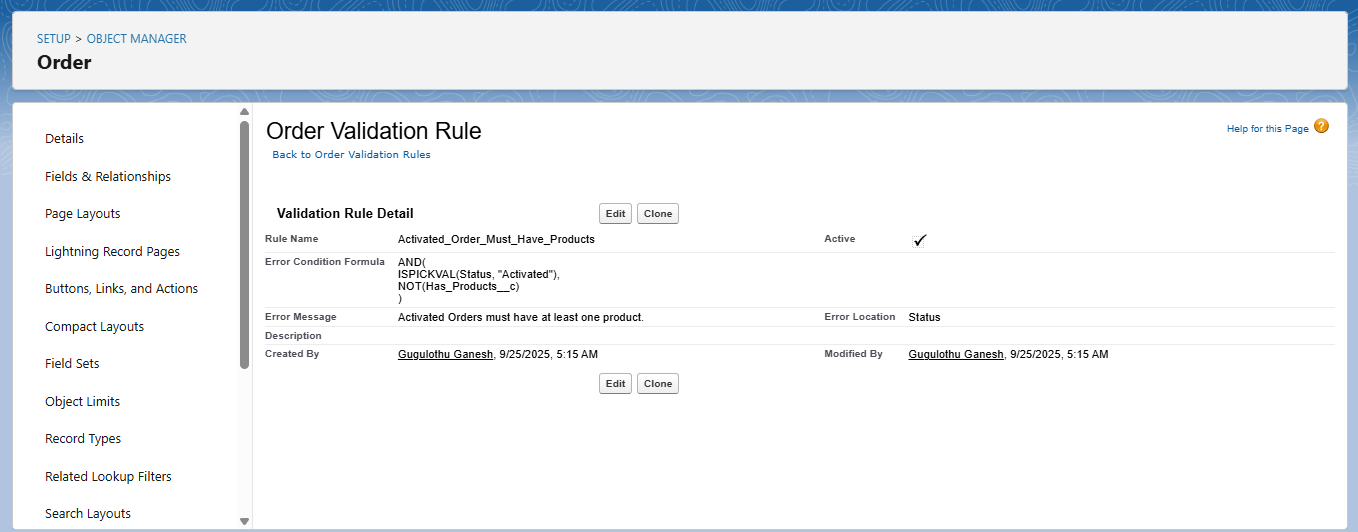 SETUP > OBJECT MANAGER
Order
Details
Fields & Relationships
Page Layouts
Lightning Record Pages
Buttons, Links, and Actions
Compact Layouts
Field Sets
Object Limits
Record Types
Related Lookup Filters
Search Layouts
Order Validation Rule
Help for this Page ?
Back to Order Validation Rules
Validation Rule Detail
Edit Clone
Rule Name Activated_Order_Must_Have_Products Active
Error Condition Formula AND(
ISPICKVAL(Status, "Activated"),
NOT(Has_Products__c)
)
Error Message Activated Orders must have at least one product. Error Location Status
Description
Created By Gugulothu Ganesh, 9/25/2025, 5:15 AM Modified By Gugulothu Ganesh, 9/25/2025, 5:15 AM
Edit Clone